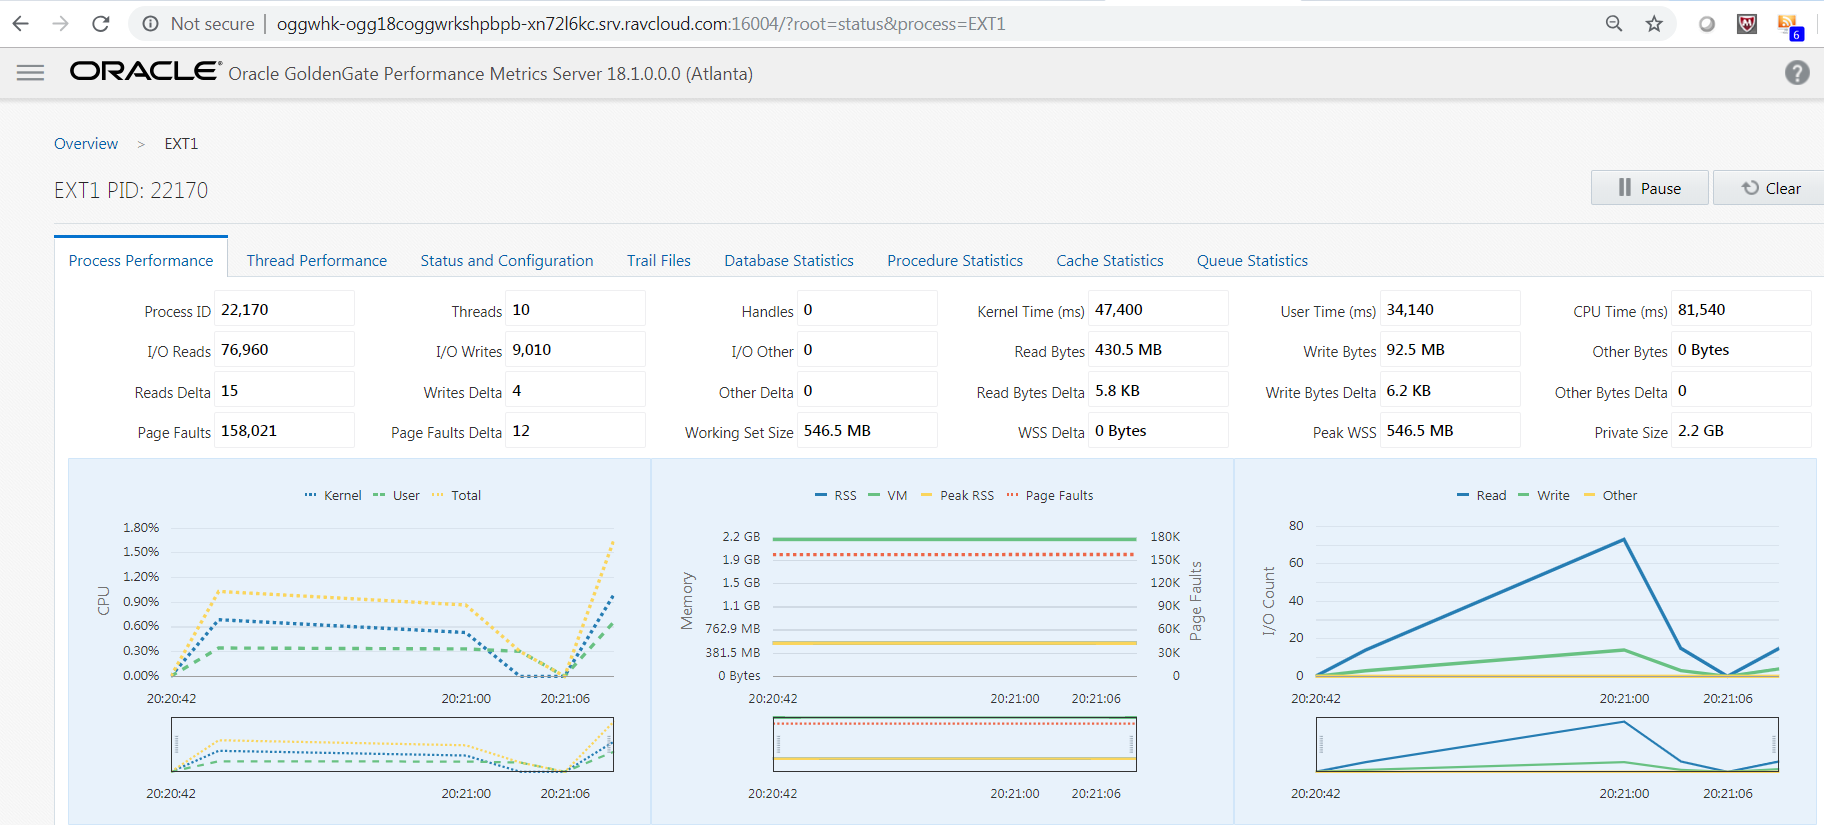 Not secure | oggwhk-ogg18coggwrkshpbpb-xn72l6kc.srv.ravcloud.com:16004/?root=status&process=EXT1
6
ORACLE® Oracle GoldenGate Performance Metrics Server 18.1.0.0.0 (Atlanta)
?
Overview > EXT1
EXT1 PID: 22170
Pause Clear
Process Performance Thread Performance Status and Configuration Trail Files Database Statistics Procedure Statistics Cache Statistics Queue Statistics
Process ID 22,170 Threads 10 Handles 0 Kernel Time (ms) 47,400 User Time (ms) 34,140 CPU Time (ms) 81,540
I/O Reads 76,960 I/O Writes 9,010 I/O Other 0 Read Bytes 430.5 MB Write Bytes 92.5 MB Other Bytes 0 Bytes
Reads Delta 15 Writes Delta 4 Other Delta 0 Read Bytes Delta 5.8 KB Write Bytes Delta 6.2 KB Other Bytes Delta 0
Page Faults 158,021 Page Faults Delta 12 Working Set Size 546.5 MB WSS Delta 0 Bytes Peak WSS 546.5 MB Private Size 2.2 GB
Kernel User Total
CPU
1.80%
1.50%
1.20%
0.90%
0.60%
0.30%
0.00%
20:20:42 20:21:00 20:21:06
20:20:42 20:21:00 20:21:06
RSS VM Peak RSS Page Faults
Memory
2.2 GB
1.9 GB
1.5 GB
1.1 GB
762.9 MB
381.5 MB
0 Bytes
180K
150K
120K
90K
60K
30K
0
Page Faults
20:20:42 20:21:00 20:21:06
20:20:42 20:21:00 20:21:06
Read Write Other
I/O Count
80
60
40
20
0
20:20:42 20:21:00 20:21:06
20:20:42 20:21:00 20:21:06